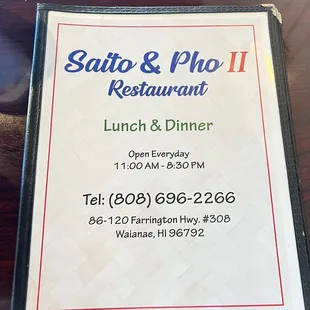 Saito & Pho II
Restaurant
Lunch & Dinner
Open Everyday
11:00 AM - 8:30 PM
Tel: (808) 696-2266
86-120 Farrington Hwy. #308
Waianae, HI 96792